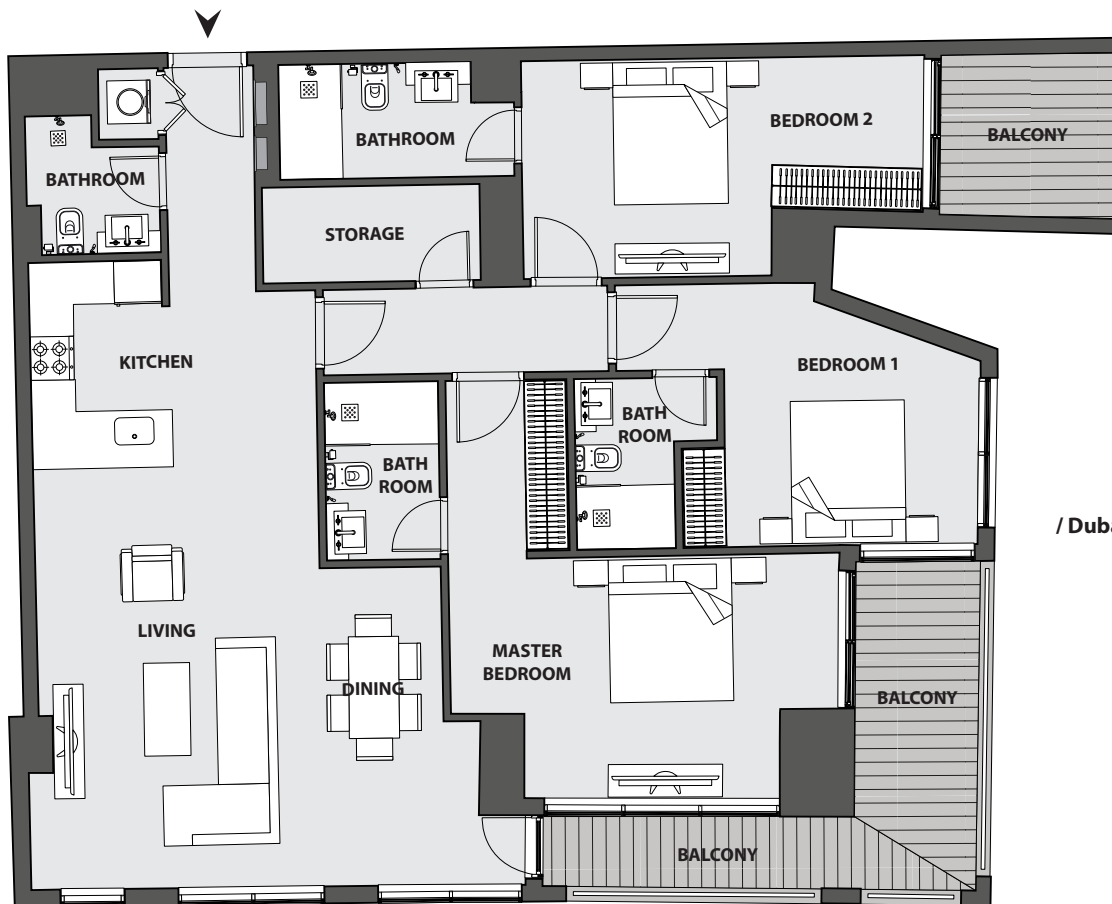 BEDROOM 2
BALCONY
BATHROOM
BATHROOM
STORAGE
KITCHEN
BEDROOM 1
BATH
ROOM
BATH
ROOM
/ Duba
LIVING
MASTER
BEDROOM
DINING
BALCONY
BALCONY